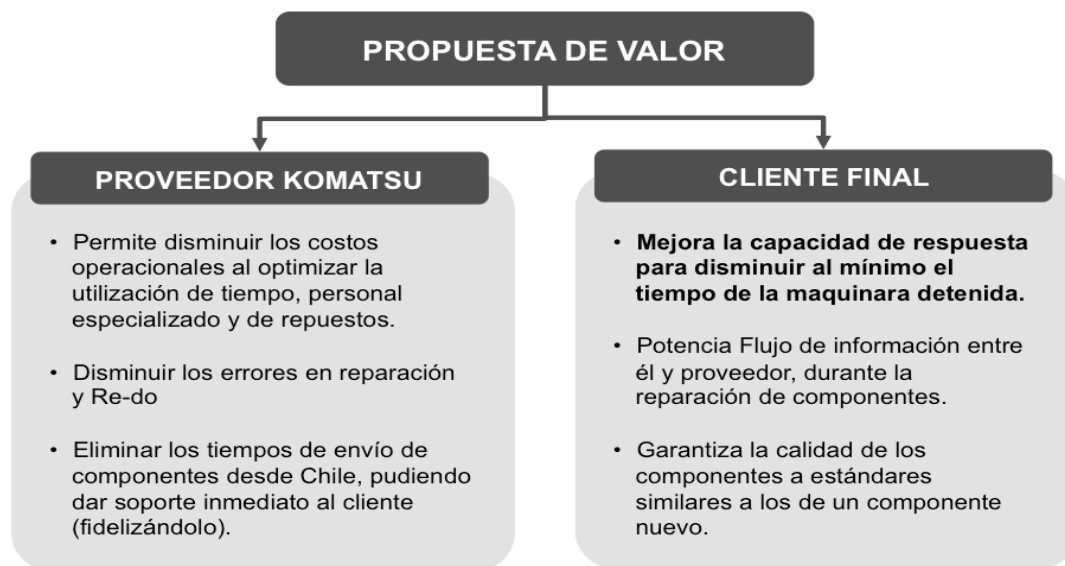 PROPUESTA DE VALOR
PROVEEDOR KOMATSU
• Permite disminuir los costos
operacionales al optimizar la
utilización de tiempo, personal
especializado y de repuestos.
• Disminuir los errores en reparación
y Re-do
• Eliminar los tiempos de envío de
componentes desde Chile, pudiendo
dar soporte inmediato al cliente
(fidelizándolo).
CLIENTE FINAL
• Mejora la capacidad de respuesta
para disminuir al mínimo el
tiempo de la maquinara detenida.
• Potencia Flujo de información entre
él y proveedor, durante la
reparación de componentes.
• Garantiza la calidad de los
componentes a estándares
similares a los de un componente
nuevo.